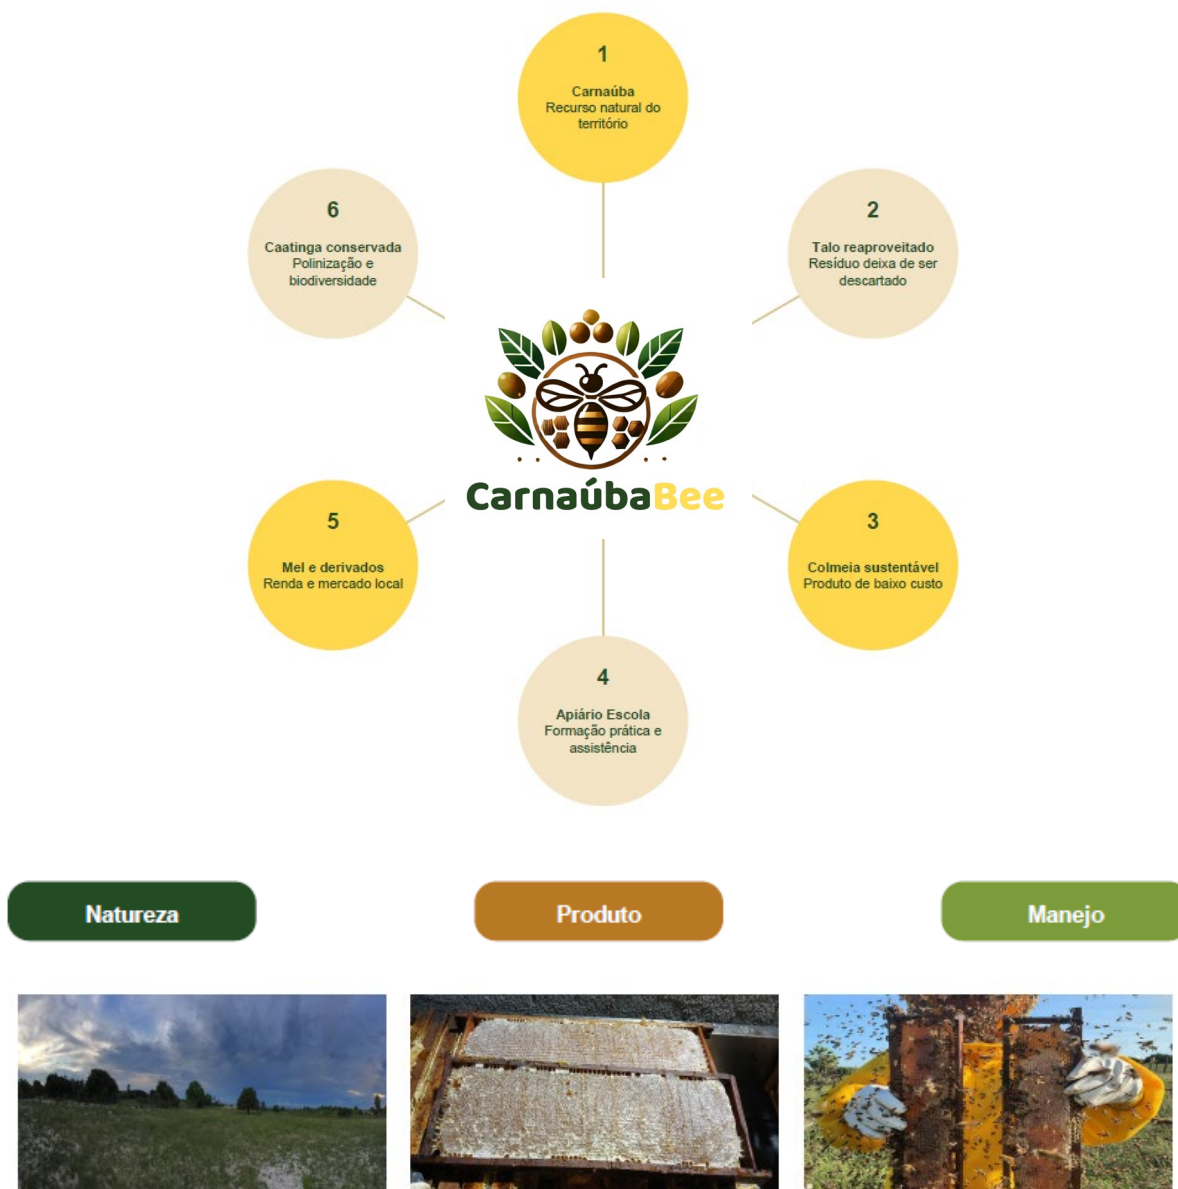 1
Carnaúba
Recurso natural do
território
2
Talo reaproveitado
Resíduo deixa de ser
descartado
3
Colmeia sustentável
Produto de baixo custo
4
Apiário Escola
Formação prática e
assistência
5
Mel e derivados
Renda e mercado local
6
Caatinga conservada
Polinização e
biodiversidade
CarnaúbaBee
Natureza
Produto
Manejo